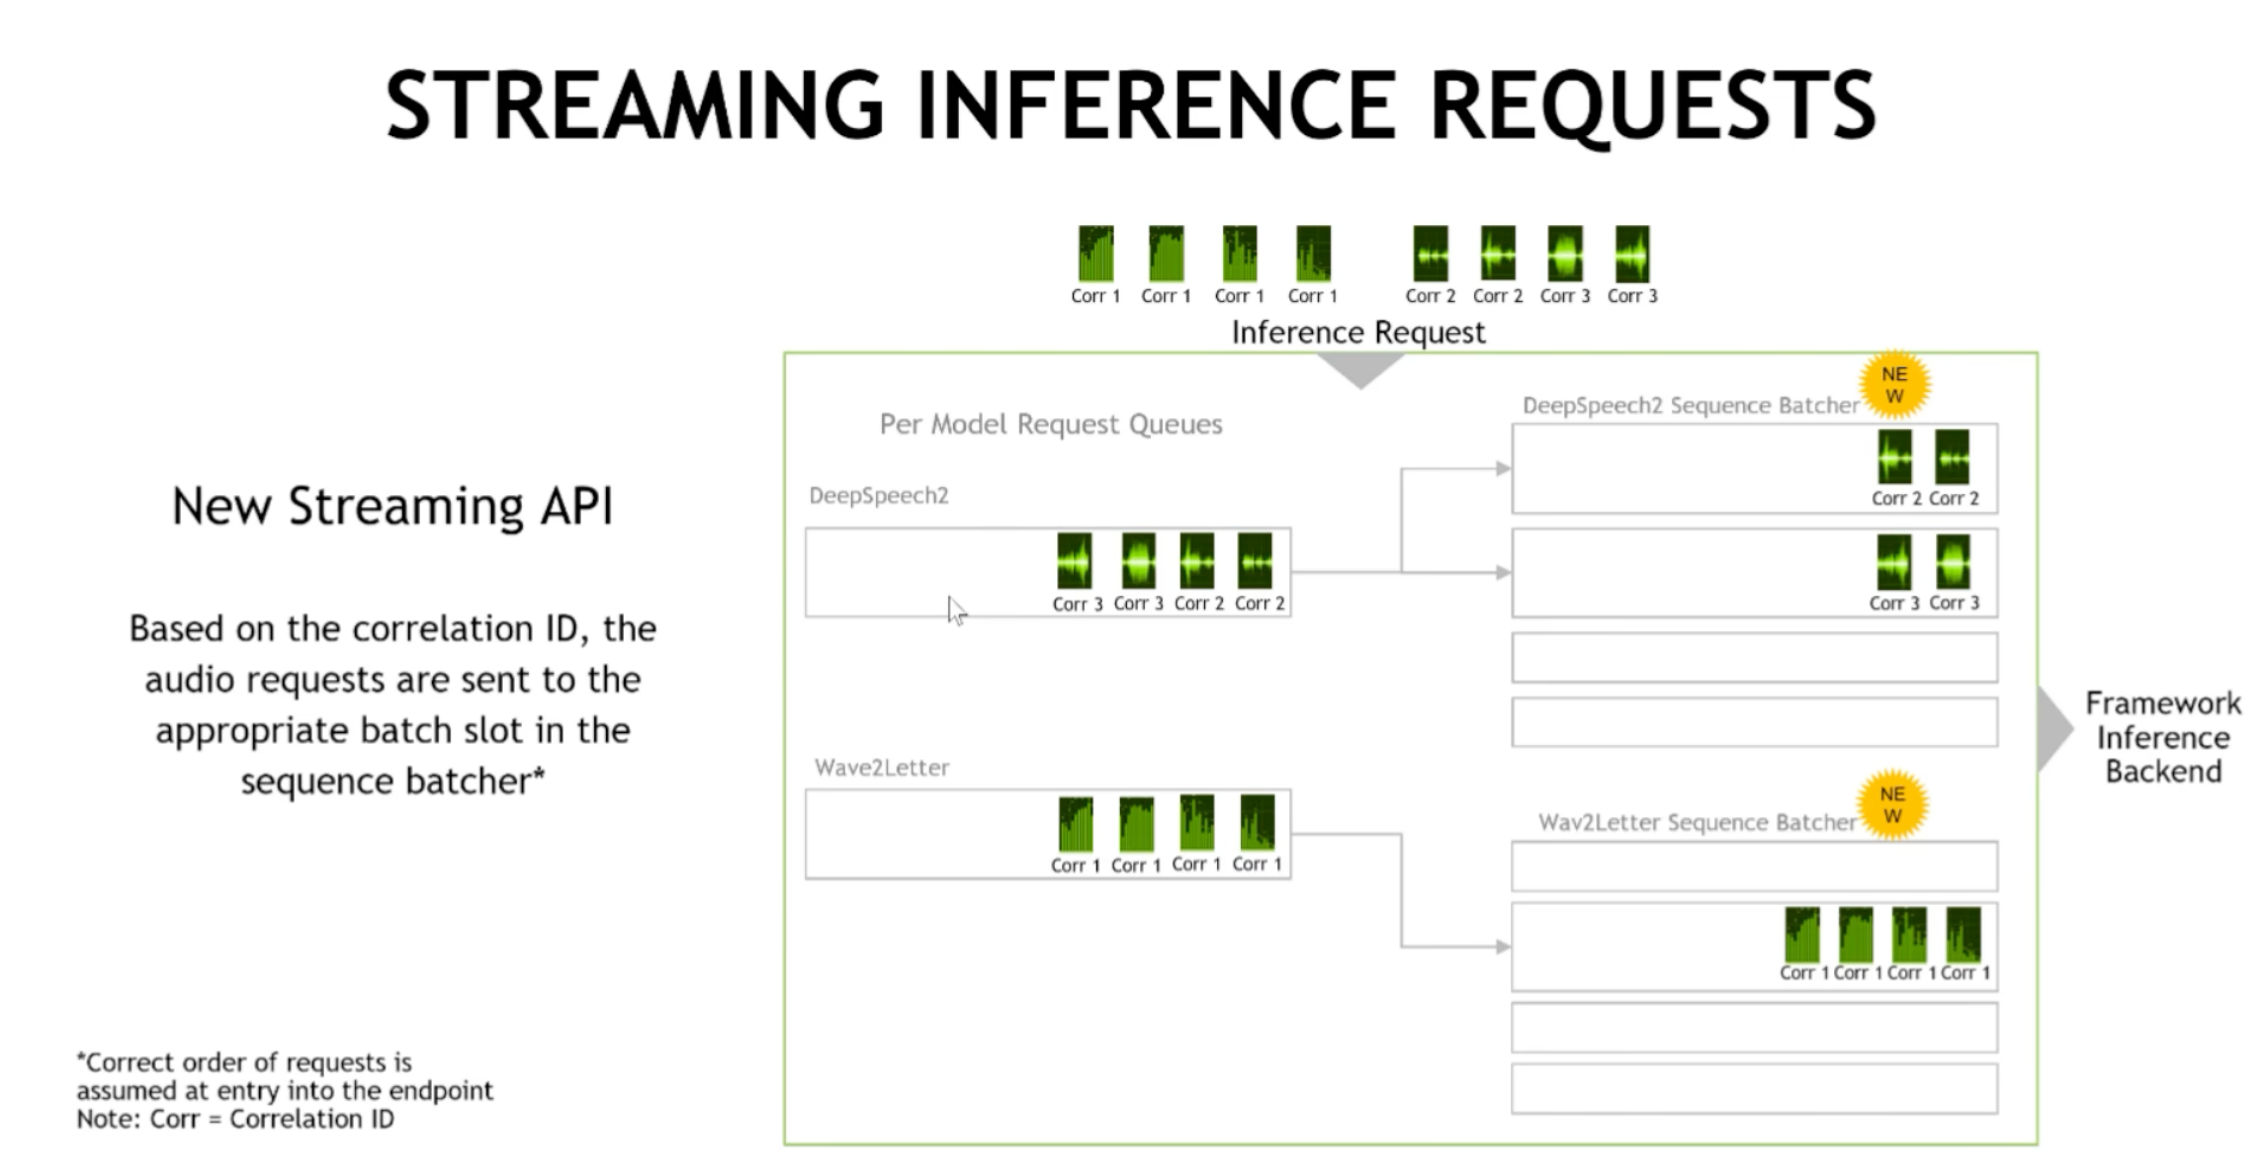 STREAMING INFERENCE REQUESTS
Corr 1 Corr 1 Corr 1 Corr 1 Corr 2 Corr 2 Corr 3 Corr 3
Inference Request
New Streaming API
Based on the correlation ID, the
audio requests are sent to the
appropriate batch slot in the
sequence batcher*
*Correct order of requests is
assumed at entry into the endpoint
Note: Corr = Correlation ID
Per Model Request Queues
DeepSpeech2
Corr 3 Corr 3 Corr 2 Corr 2
Wave2Letter
Corr 1 Corr 1 Corr 1 Corr 1
DeepSpeech2 Sequence Batcher
NE
W
Corr 2 Corr 2
Corr 3 Corr 3
Wav2Letter Sequence Batcher
NE
W
Corr 1 Corr 1 Corr 1 Corr 1
Framework
Inference
Backend